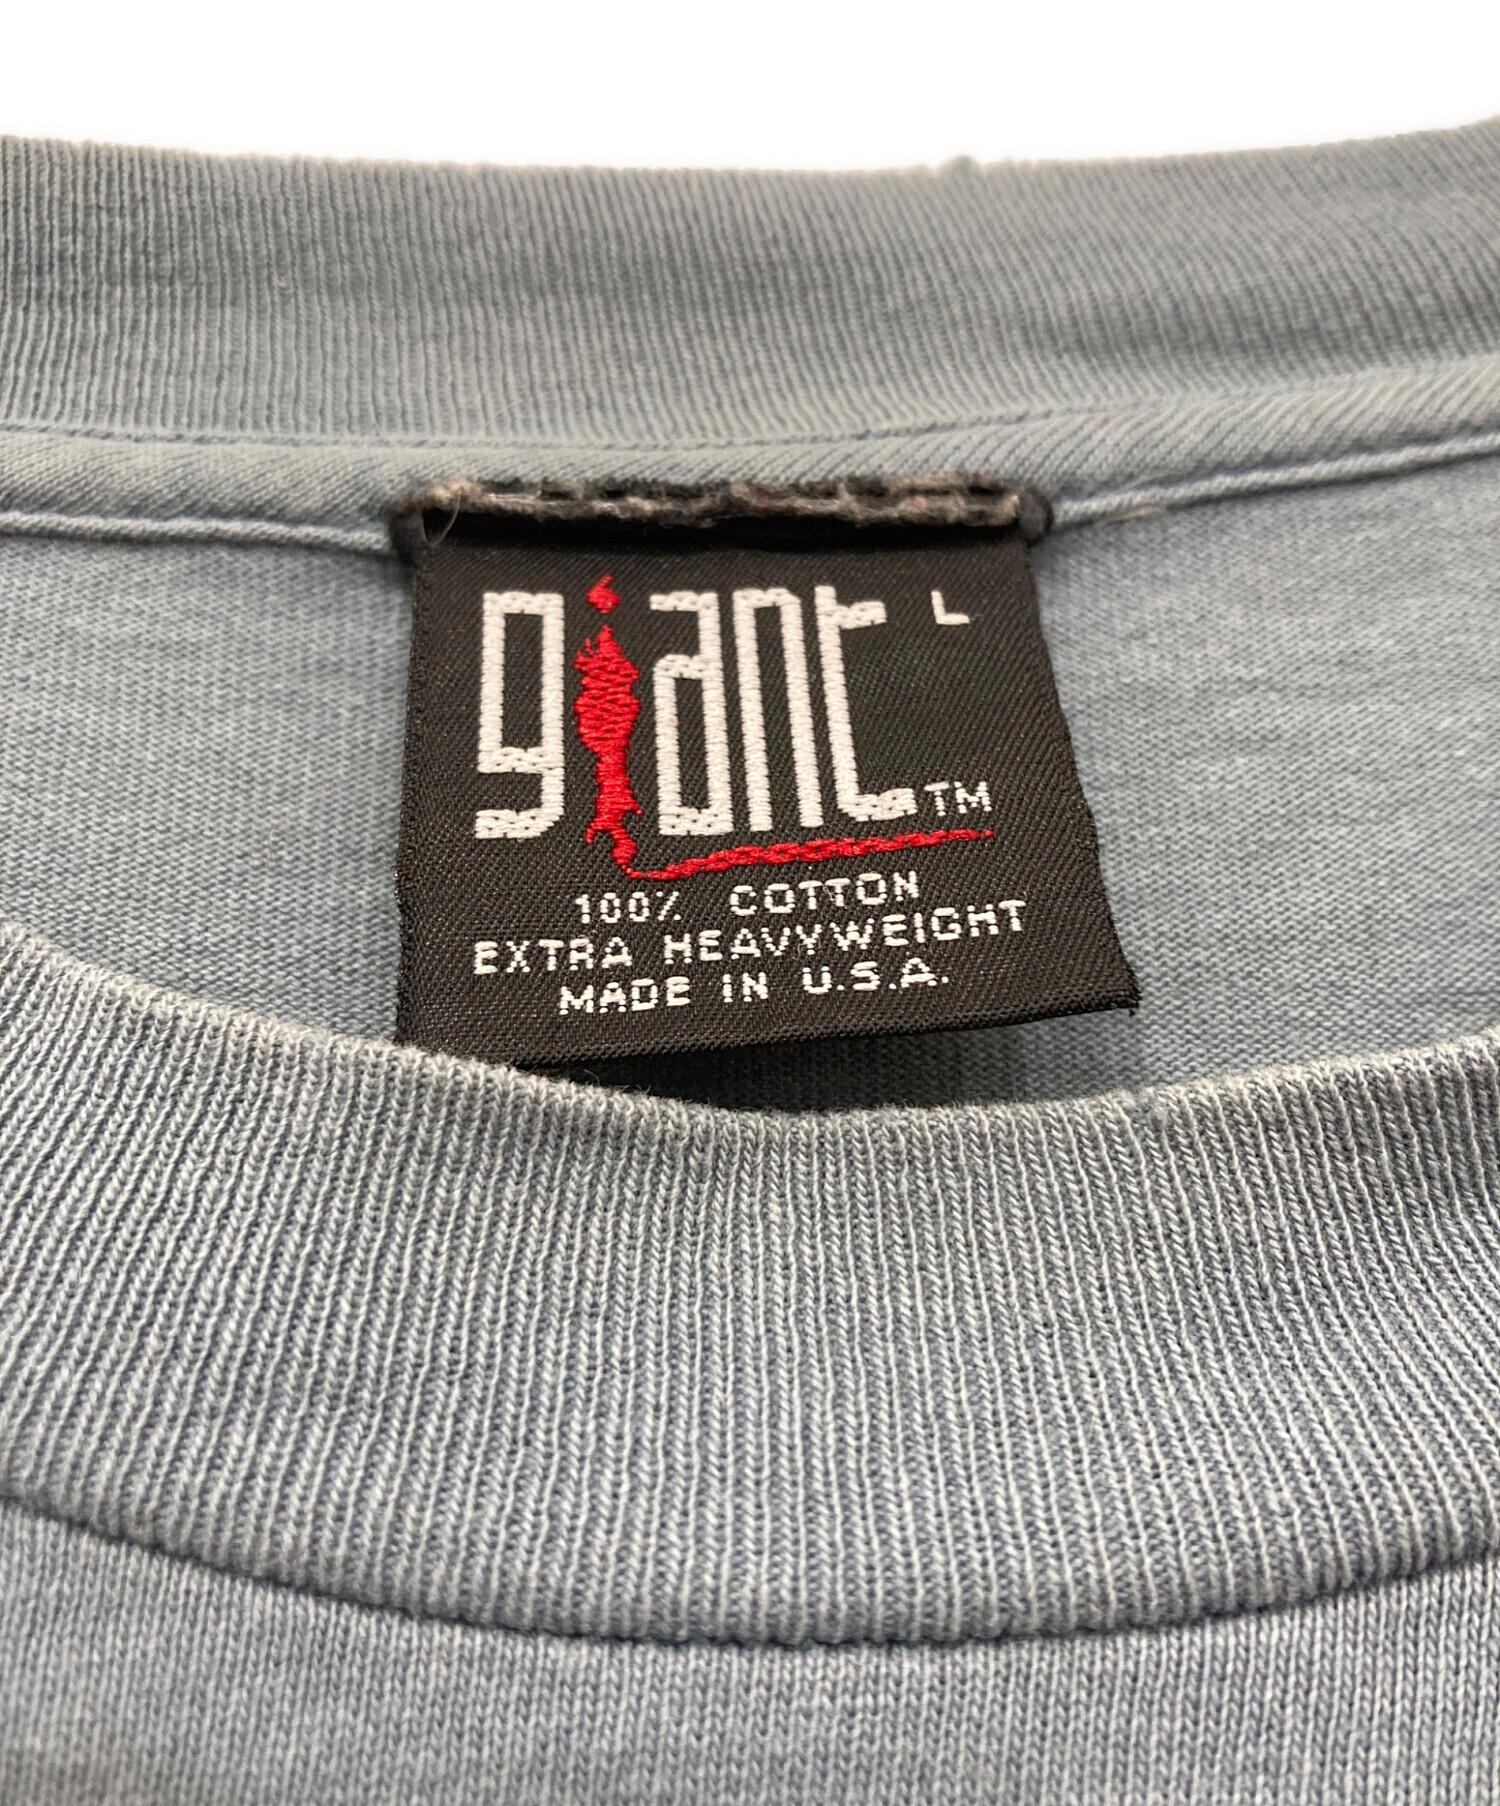 giant L
TM
100% COTTON
EXTRA HEAVYWEIGHT
MADE IN U.S.A.